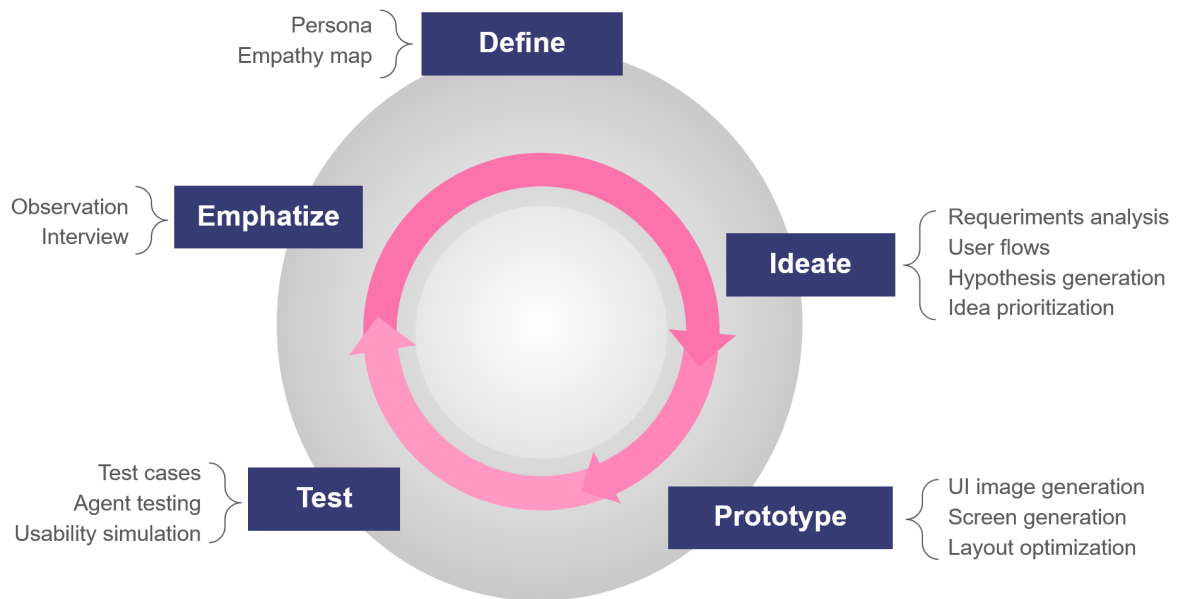 Persona
Empathy map
Define
Observation
Interview
Emphatize
Ideate
Requeriments analysis
User flows
Hypothesis generation
Idea prioritization
Test cases
Agent testing
Usability simulation
Test
Prototype
UI image generation
Screen generation
Layout optimization